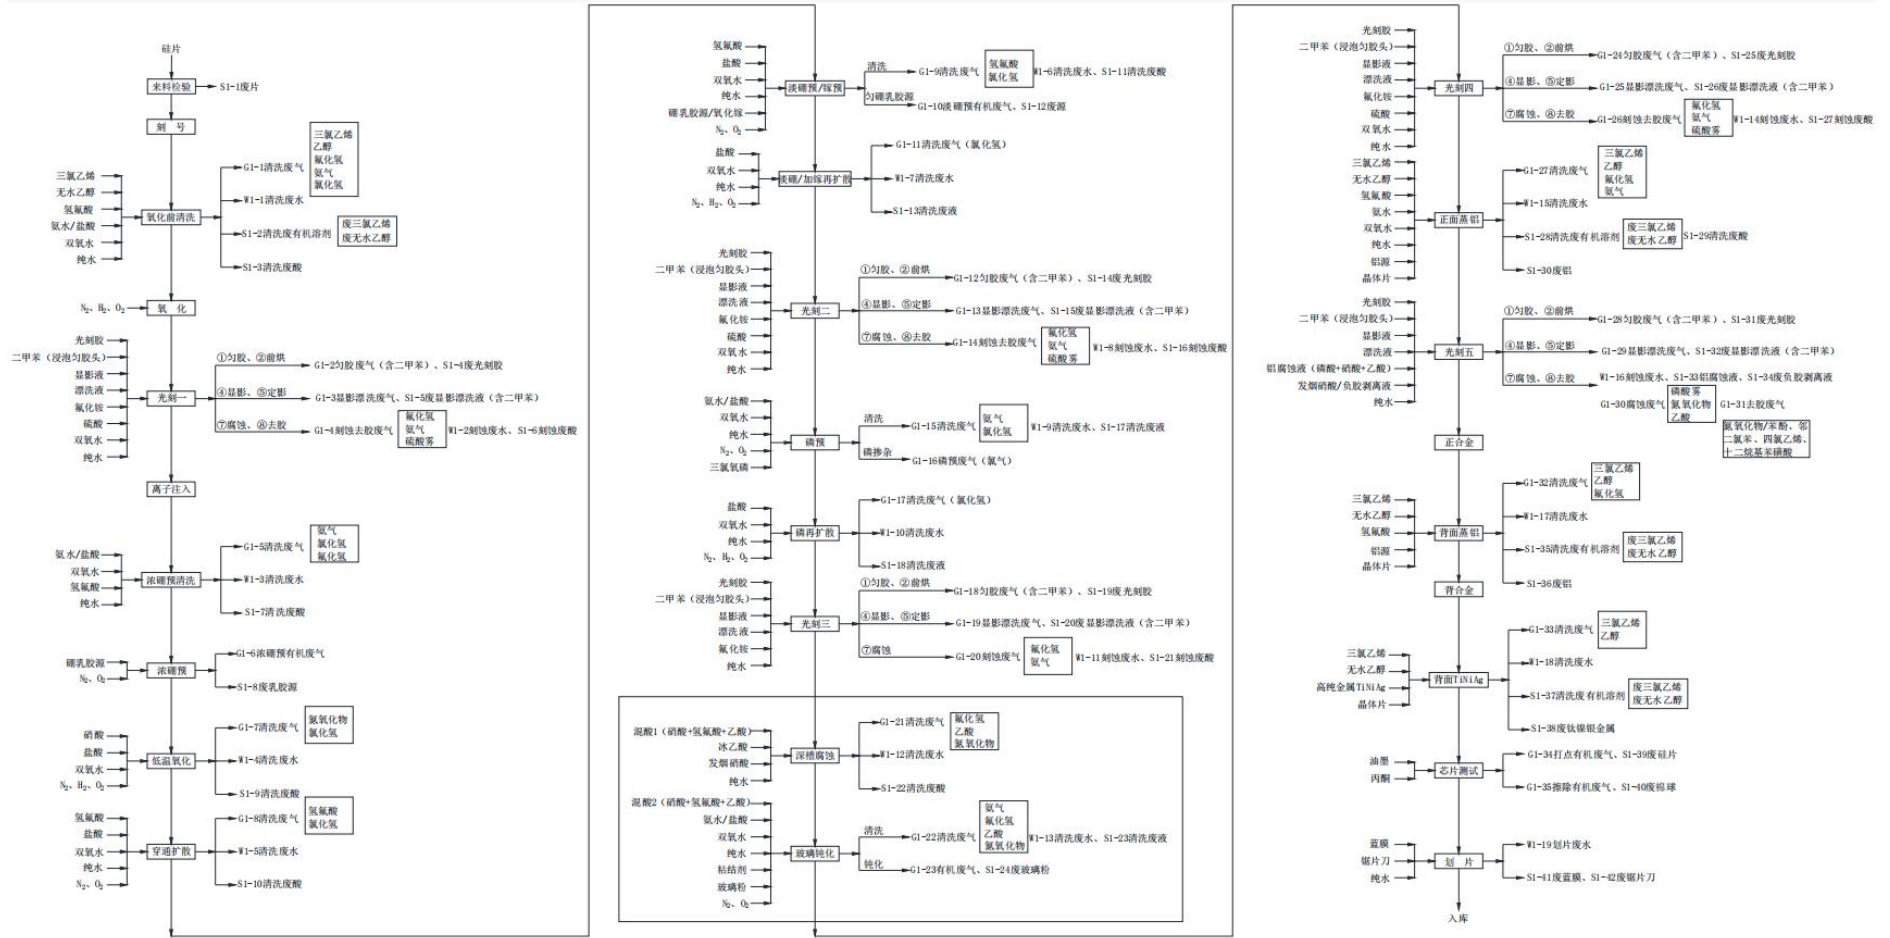 硅片
来料检验
S1-1废片
刻　号
三氯乙烯
乙醇
氟化氢
氨气
氯化氢
G1-1清洗废气
三氯乙烯
无水乙醇
W1-1清洗废水
氢氟酸
氧化前清洗
氨水/盐酸
S1-2清洗废有机溶剂
废三氯乙烯
废无水乙醇
双氧水
纯水
S1-3清洗废酸
N₂、H₂、O₂
氧　化
光刻胶
二甲苯（浸泡匀胶头）
①匀胶、②前烘
G1-2匀胶废气（含二甲苯）、S1-4废光刻胶
显影液
漂洗液
④显影、⑤定影
光刻一
G1-3显影漂洗废气、S1-5废显影漂洗液（含二甲苯）
氟化铵
硫酸
⑦腐蚀、⑧去胶
G1-4刻蚀去胶废气
氟化氢
氨气
硫酸雾
W1-2刻蚀废水、S1-6刻蚀废酸
双氧水
纯水
离子注入
氨气
氯化氢
氟化氢
G1-5清洗废气
氨水/盐酸
双氧水
浓硼预清洗
W1-3清洗废水
氢氟酸
纯水
S1-7清洗废酸
G1-6浓硼预有机废气
硼乳胶源
浓硼预
N₂、O₂
S1-8废乳胶源
氮氧化物
氯化氢
G1-7清洗废气
硝酸
盐酸
低温氧化
W1-4清洗废水
双氧水
N₂、H₂、O₂
S1-9清洗废酸
氢氟酸
氯化氢
G1-8清洗废气
氢氟酸
盐酸
双氧水
穿通扩散
W1-5清洗废水
纯水
N₂、O₂
S1-10清洗废酸
氢氟酸
盐酸
清洗
G1-9清洗废气
氢氟酸
氯化氢
W1-6清洗废水、S1-11清洗废酸
双氧水
淡硼预/镓预
纯水
匀硼乳胶源
G1-10淡硼预有机废气、S1-12废源
硼乳胶源/氧化镓
N₂、O₂
G1-11清洗废气（氯化氢）
盐酸
双氧水
淡硼/加镓再扩散
W1-7清洗废水
纯水
N₂、H₂、O₂
S1-13清洗废液
光刻胶
二甲苯（浸泡匀胶头）
①匀胶、②前烘
G1-12匀胶废气（含二甲苯）、S1-14废光刻胶
显影液
漂洗液
④显影、⑤定影
光刻二
G1-13显影漂洗废气、S1-15废显影漂洗液（含二甲苯）
氟化铵
硫酸
⑦腐蚀、⑧去胶
G1-14刻蚀去胶废气
氟化氢
氨气
硫酸雾
W1-8刻蚀废水、S1-16刻蚀废酸
双氧水
纯水
氨水/盐酸
双氧水
清洗
G1-15清洗废气
氨气
氯化氢
W1-9清洗废水、S1-17清洗废液
纯水
磷预
N₂、O₂
磷掺杂
G1-16磷预废气（氯气）
三氯氧磷
G1-17清洗废气（氯化氢）
盐酸
双氧水
磷再扩散
W1-10清洗废水
纯水
N₂、H₂、O₂
S1-18清洗废液
光刻胶
二甲苯（浸泡匀胶头）
①匀胶、②前烘
G1-18匀胶废气（含二甲苯）、S1-19废光刻胶
显影液
④显影、⑤定影
光刻三
G1-19显影漂洗废气、S1-20废显影漂洗液（含二甲苯）
漂洗液
氟化铵
⑦腐蚀
G1-20刻蚀废气
氟化氢
氨气
W1-11刻蚀废水、S1-21刻蚀废酸
纯水
G1-21清洗废气
氟化氢
乙酸
氮氧化物
混酸1（硝酸+氢氟酸+乙酸）
冰乙酸
深槽腐蚀
W1-12清洗废水
发烟硝酸
纯水
S1-22清洗废酸
混酸2（硝酸+氢氟酸+乙酸）
氨水/盐酸
双氧水
清洗
G1-22清洗废气
氨气
氟化氢
乙酸
氮氧化物
W1-13清洗废水、S1-23清洗废液
纯水
玻璃钝化
粘结剂
钝化
G1-23有机废气、S1-24废玻璃粉
玻璃粉
N₂、O₂
光刻胶
二甲苯（浸泡匀胶头）
①匀胶、②前烘
G1-24匀胶废气（含二甲苯）、S1-25废光刻胶
显影液
漂洗液
④显影、⑤定影
光刻四
G1-25显影漂洗废气、S1-26废显影漂洗液（含二甲苯）
氟化铵
硫酸
⑦腐蚀、⑧去胶
G1-26刻蚀去胶废气
氟化氢
氨气
硫酸雾
W1-14刻蚀废水、S1-27刻蚀废酸
双氧水
纯水
三氯乙烯
无水乙醇
G1-27清洗废气
三氯乙烯
乙醇
氟化氢
氨气
氢氟酸
W1-15清洗废水
氨水
正面蒸铝
双氧水
S1-28清洗废有机溶剂
废三氯乙烯
废无水乙醇
S1-29清洗废酸
纯水
铝源
S1-30废铝
晶体片
光刻胶
二甲苯（浸泡匀胶头）
①匀胶、②前烘
G1-28匀胶废气（含二甲苯）、S1-31废光刻胶
显影液
漂洗液
④显影、⑤定影
光刻五
G1-29显影漂洗废气、S1-32废显影漂洗液（含二甲苯）
铝腐蚀液（磷酸+硝酸+乙酸）
发烟硝酸/负胶剥离液
⑦腐蚀、⑧去胶
W1-16刻蚀废水、S1-33铝腐蚀液、S1-34废负胶剥离液
纯水
G1-30腐蚀废气
磷酸雾
氮氧化物
乙酸
G1-31去胶废气
氮氧化物/苯酚、邻
二氯苯、四氯乙烯、
十二烷基苯磺酸
正合金
G1-32清洗废气
三氯乙烯
乙醇
氟化氢
三氯乙烯
无水乙醇
W1-17清洗废水
氢氟酸
背面蒸铝
铝源
S1-35清洗废有机溶剂
废三氯乙烯
废无水乙醇
晶体片
S1-36废铝
背合金
G1-33清洗废气
三氯乙烯
乙醇
三氯乙烯
W1-18清洗废水
无水乙醇
背面TiNiAg
高纯金属TiNiAg
S1-37清洗废有机溶剂
废三氯乙烯
废无水乙醇
晶体片
S1-38废钛镍银金属
油墨
G1-34打点有机废气、S1-39废硅片
芯片测试
丙酮
G1-35擦除有机废气、S1-40废棉球
蓝膜
W1-19划片废水
锯片刀
划　片
纯水
S1-41废蓝膜、S1-42废锯片刀
入库